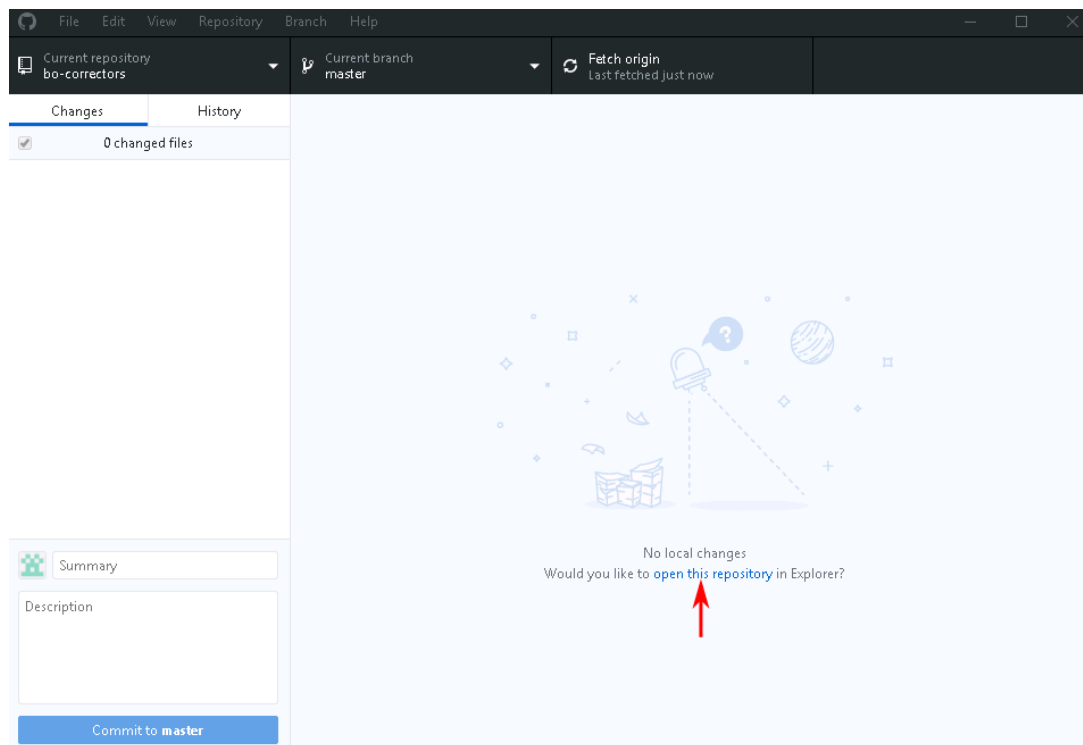 File Edit View Repository Branch Help
Current repository
bo-correctors
Current branch
master
Fetch origin
Last fetched just now
Changes History
0 changed files
?
No local changes
Would you like to open this repository in Explorer?
Summary
Description
Commit to master